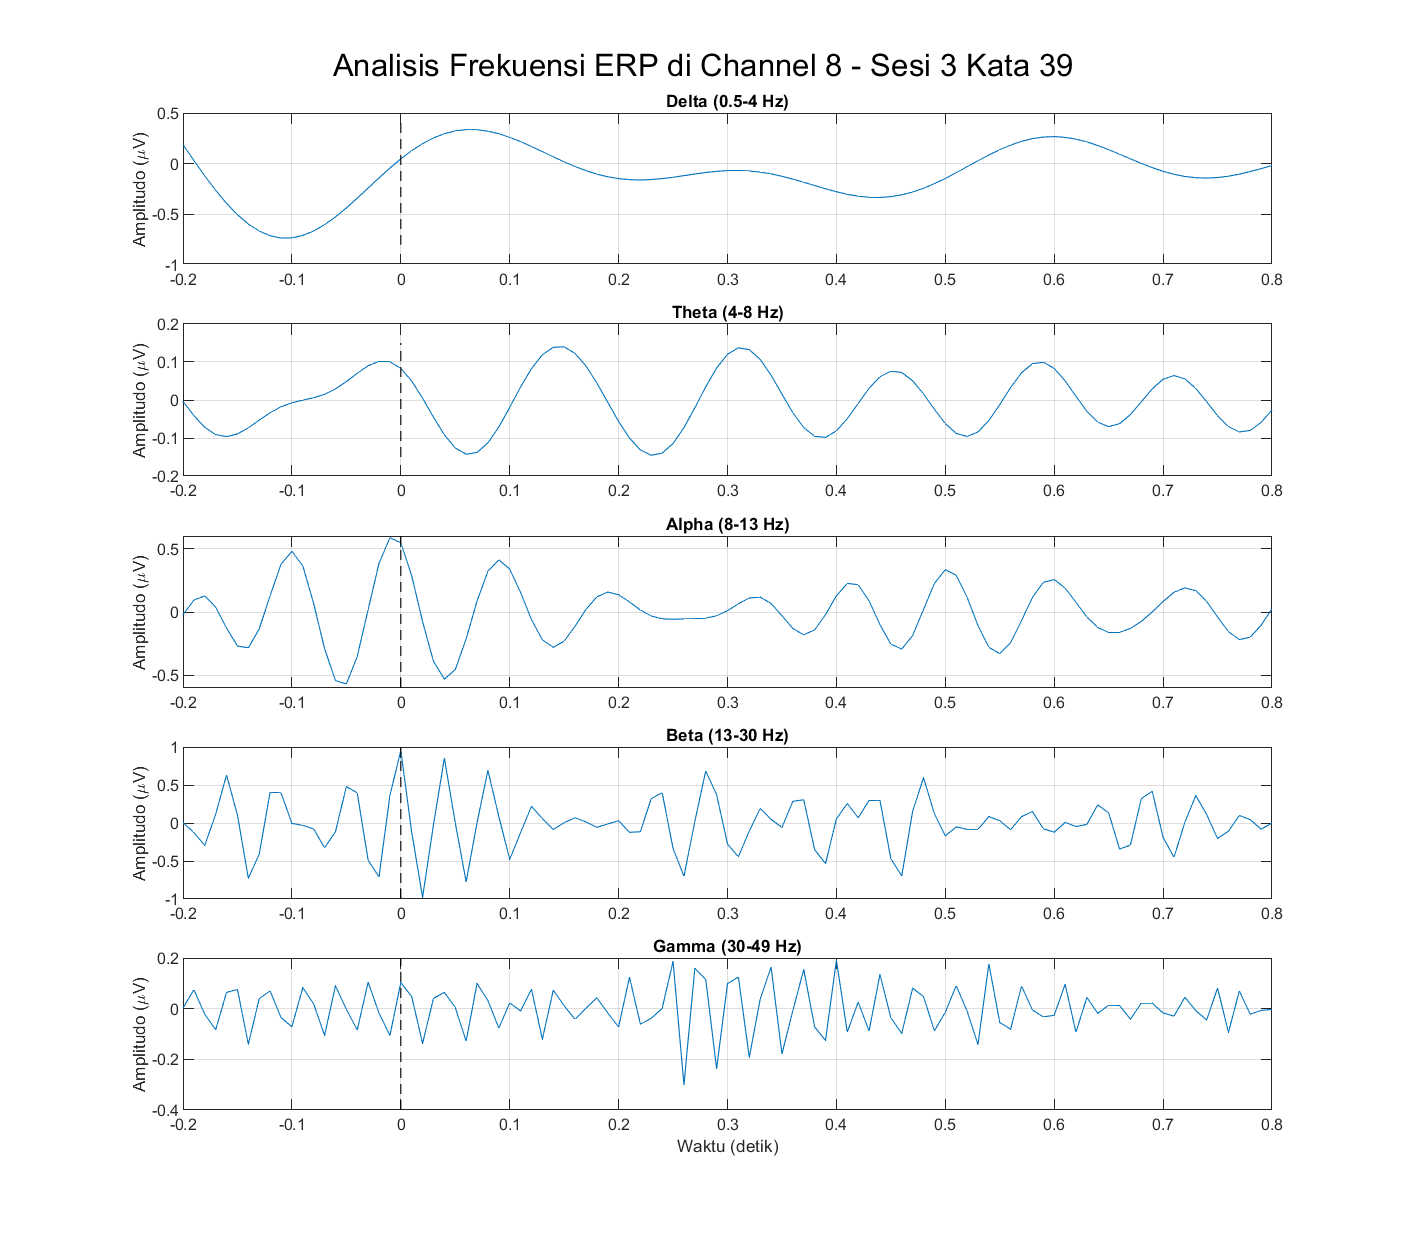 Analisis Frekuensi ERP di Channel 8 - Sesi 3 Kata 39
Delta (0.5-4 Hz)
Amplitudo (μV)
0.5
0
-0.5
-1
-0.2 -0.1 0 0.1 0.2 0.3 0.4 0.5 0.6 0.7 0.8
Theta (4-8 Hz)
Amplitudo (μV)
0.2
0.1
0
-0.1
-0.2
-0.2 -0.1 0 0.1 0.2 0.3 0.4 0.5 0.6 0.7 0.8
Alpha (8-13 Hz)
Amplitudo (μV)
0.5
0
-0.5
-0.2 -0.1 0 0.1 0.2 0.3 0.4 0.5 0.6 0.7 0.8
Beta (13-30 Hz)
Amplitudo (μV)
1
0.5
0
-0.5
-1
-0.2 -0.1 0 0.1 0.2 0.3 0.4 0.5 0.6 0.7 0.8
Gamma (30-49 Hz)
Amplitudo (μV)
0.2
0
-0.2
-0.4
-0.2 -0.1 0 0.1 0.2 0.3 0.4 0.5 0.6 0.7 0.8
Waktu (detik)